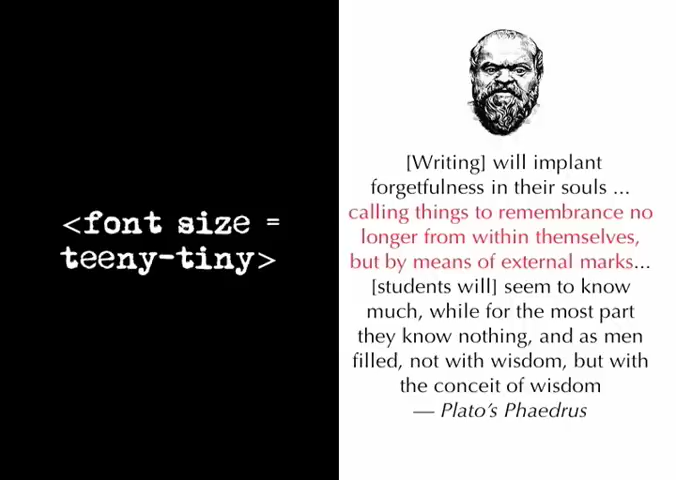 <font size =
teeny-tiny>
[Writing] will implant
forgetfulness in their souls ...
calling things to remembrance no
longer from within themselves,
but by means of external marks...
[students will] seem to know
much, while for the most part
they know nothing, and as men
filled, not with wisdom, but with
the conceit of wisdom
— Plato's Phaedrus